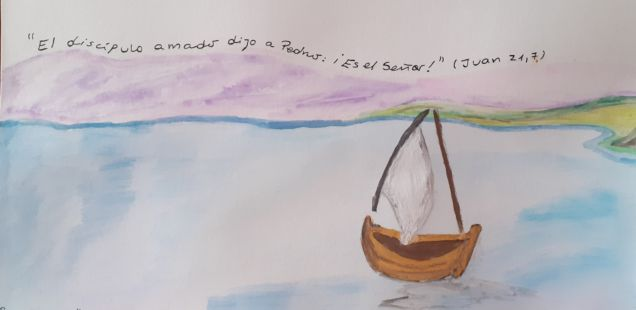 "El discípulo amado dijo a Pedro: ¡Es el Señor!" (Juan 21,7)